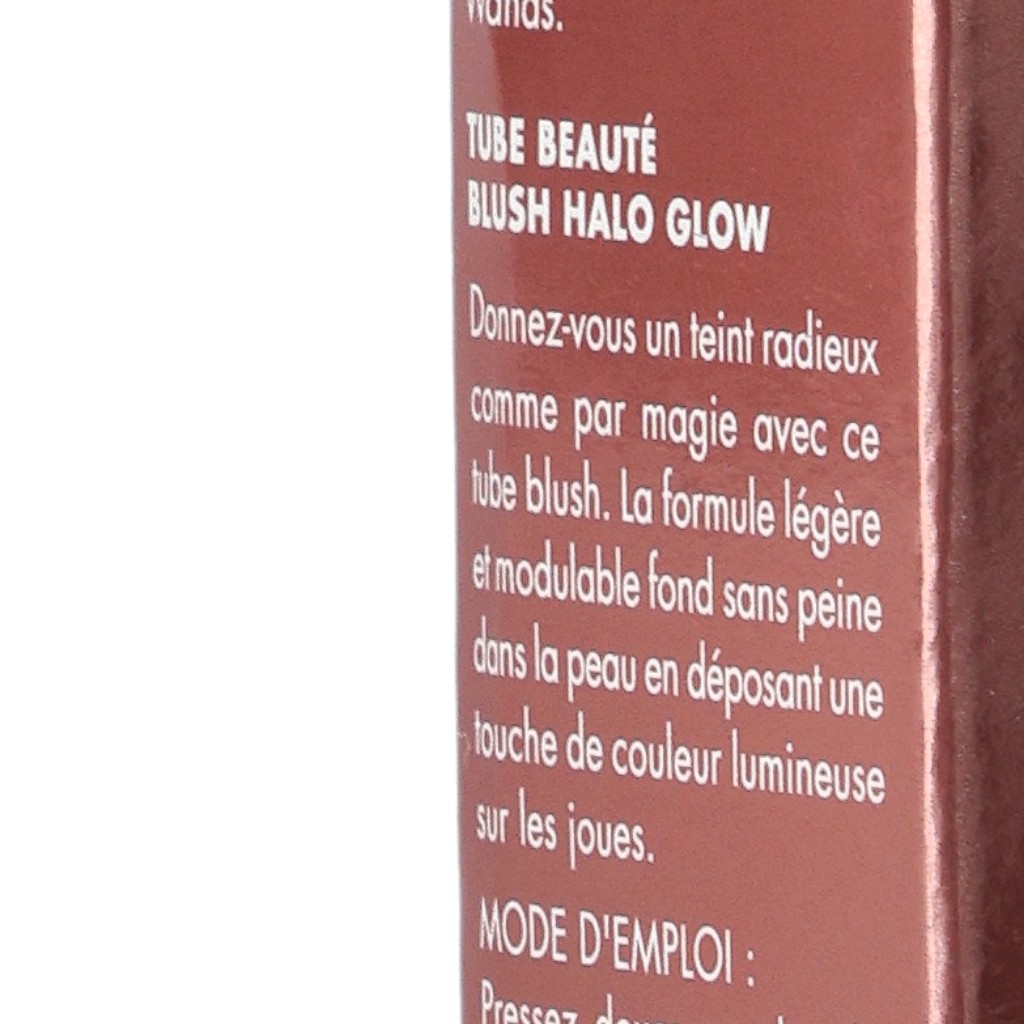 Wands.
TUBE BEAUTÉ
BLUSH HALO GLOW
Donnez-vous un teint radieux
comme par magie avec ce
tube blush. La formule légère
et modulable fond sans peine
dans la peau en déposant une
touche de couleur lumineuse
sur les joues.
MODE D'EMPLOI :
Pressez